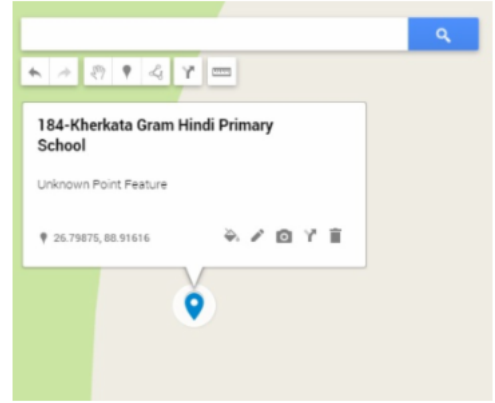 184-Kherkata Gram Hindi Primary
School
Unknown Point Feature
26.79875, 88.91616